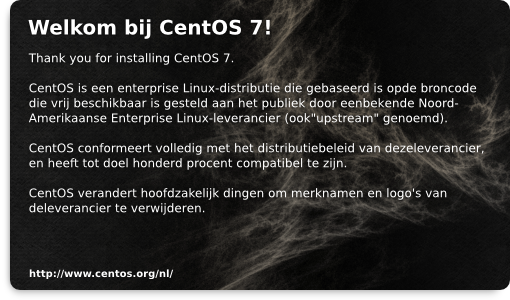 Welkom bij CentOS 7!
Thank you for installing CentOS 7.
CentOS is een enterprise Linux-distributie die gebaseerd is opde broncode
die vrij beschikbaar is gesteld aan het publiek door eenbekende Noord-
Amerikaanse Enterprise Linux-leverancier (ook"upstream" genoemd).
CentOS conformeert volledig met het distributiebeleid van dezeleverancier,
en heeft tot doel honderd procent compatibel te zijn.
CentOS verandert hoofdzakelijk dingen om merknamen en logo's van
deleverancier te verwijderen.
http://www.centos.org/nl/